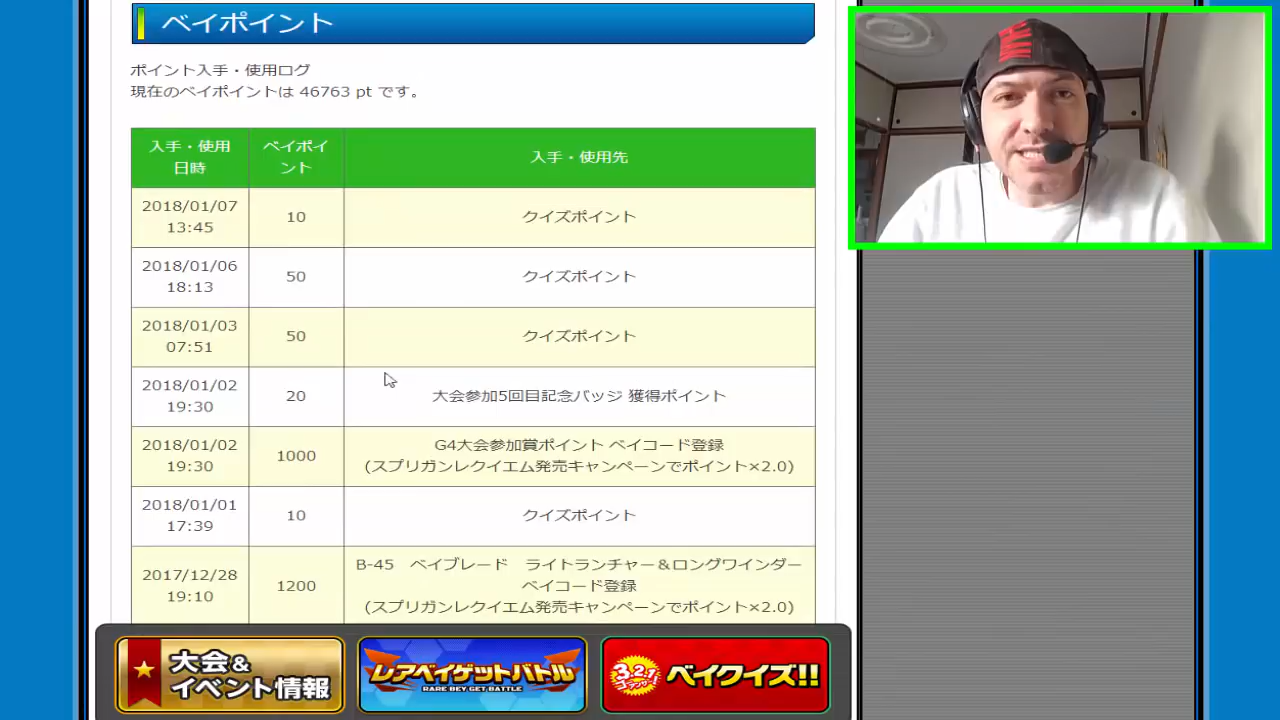 ベイポイント
ポイント入手・使用ログ
現在のベイポイントは 46763 pt です。
入手・使用
日時
ベイポイ
ント
入手・使用先
2018/01/07
13:45
10
クイズポイント
2018/01/06
18:13
50
クイズポイント
2018/01/03
07:51
50
クイズポイント
2018/01/02
19:30
20
大会参加5回目記念バッジ 獲得ポイント
2018/01/02
19:30
1000
G4大会参加賞ポイント ベイコード登録
(スプリガンレクイエム発売キャンペーンでポイント×2.0)
2018/01/01
17:39
10
クイズポイント
2017/12/28
19:10
1200
B-45 ベイブレード ライトランチャー＆ロングワインダー
ベイコード登録
(スプリガンレクイエム発売キャンペーンでポイント×2.0)
大会&
イベント情報
レアベイゲットバトル
RARE BEY GET BATTLE
3.2.1
ベイクイズ!!